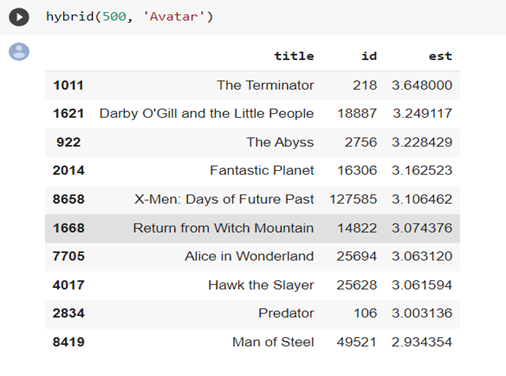 hybrid(500, 'Avatar')
title id est
1011 The Terminator 218 3.648000
1621 Darby O'Gill and the Little People 18887 3.249117
922 The Abyss 2756 3.228429
2014 Fantastic Planet 16306 3.162523
8658 X-Men: Days of Future Past 127585 3.106462
1668 Return from Witch Mountain 14822 3.074376
7705 Alice in Wonderland 25694 3.063120
4017 Hawk the Slayer 25628 3.061594
2834 Predator 106 3.003136
8419 Man of Steel 49521 2.934354